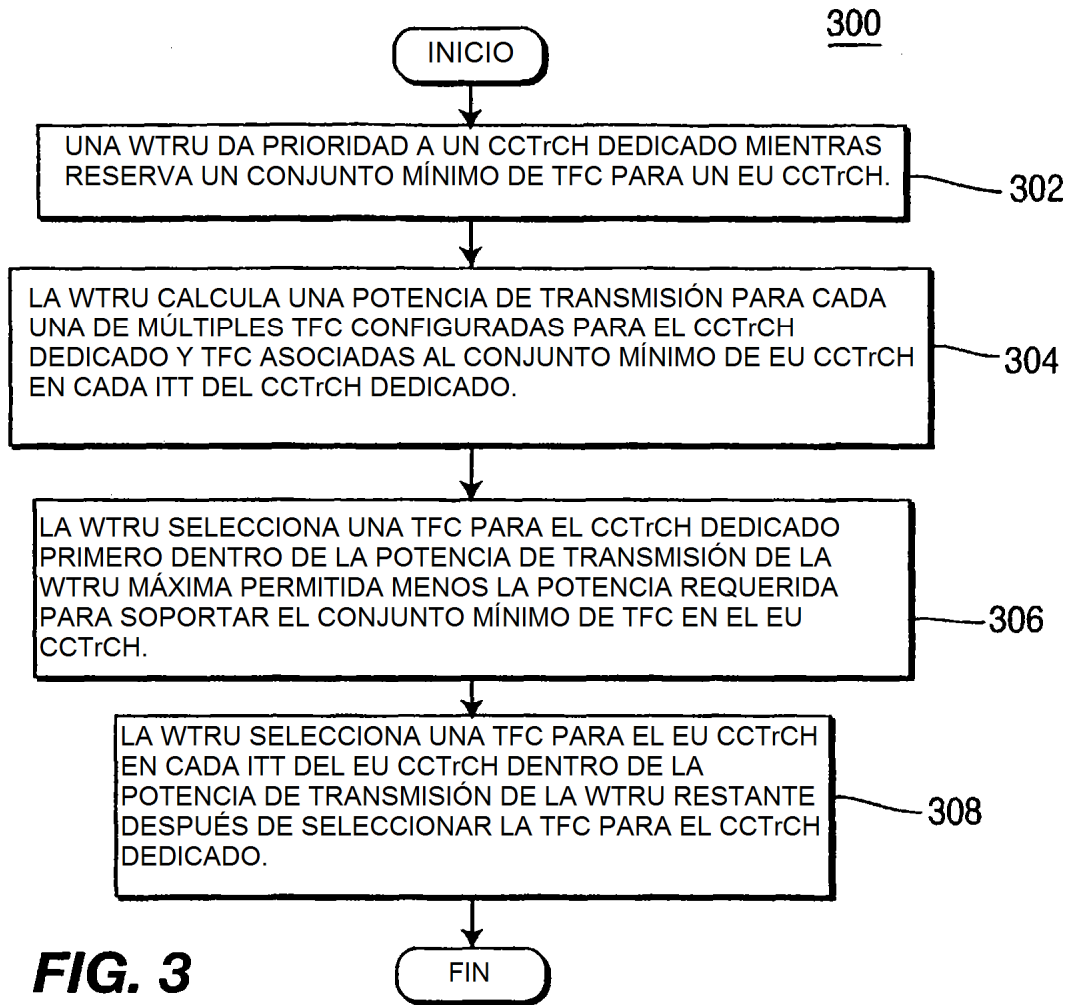 300
INICIO
UNA WTRU DA PRIORIDAD A UN CCTrCH DEDICADO MIENTRAS
RESERVA UN CONJUNTO MÍNIMO DE TFC PARA UN EU CCTrCH.
302
LA WTRU CALCULA UNA POTENCIA DE TRANSMISIÓN PARA CADA
UNA DE MÚLTIPLES TFC CONFIGURADAS PARA EL CCTrCH
DEDICADO Y TFC ASOCIADAS AL CONJUNTO MÍNIMO DE EU CCTrCH
EN CADA ITT DEL CCTrCH DEDICADO.
304
LA WTRU SELECCIONA UNA TFC PARA EL CCTrCH DEDICADO
PRIMERO DENTRO DE LA POTENCIA DE TRANSMISIÓN DE LA
WTRU MÁXIMA PERMITIDA MENOS LA POTENCIA REQUERIDA
PARA SOPORTAR EL CONJUNTO MÍNIMO DE TFC EN EL EU
CCTrCH.
306
LA WTRU SELECCIONA UNA TFC PARA EL EU CCTrCH
EN CADA ITT DEL EU CCTrCH DENTRO DE LA
POTENCIA DE TRANSMISIÓN DE LA WTRU RESTANTE
DESPUÉS DE SELECCIONAR LA TFC PARA EL CCTrCH
DEDICADO.
308
FIN
FIG. 3